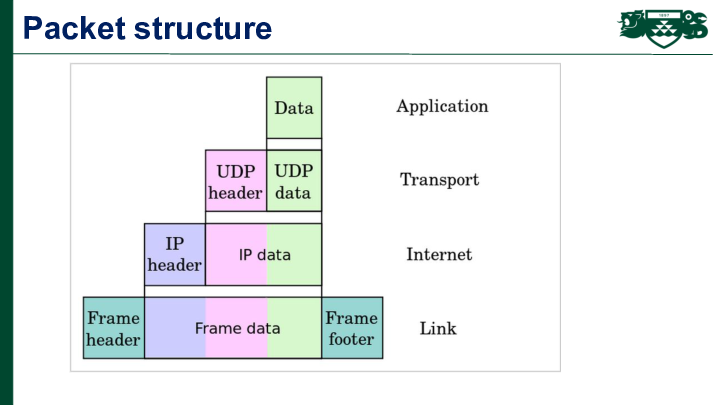 Packet structure
Data
Application
UDP
header
UDP
data
Transport
IP
header
IP data
Internet
Frame
header
Frame data
Frame
footer
Link